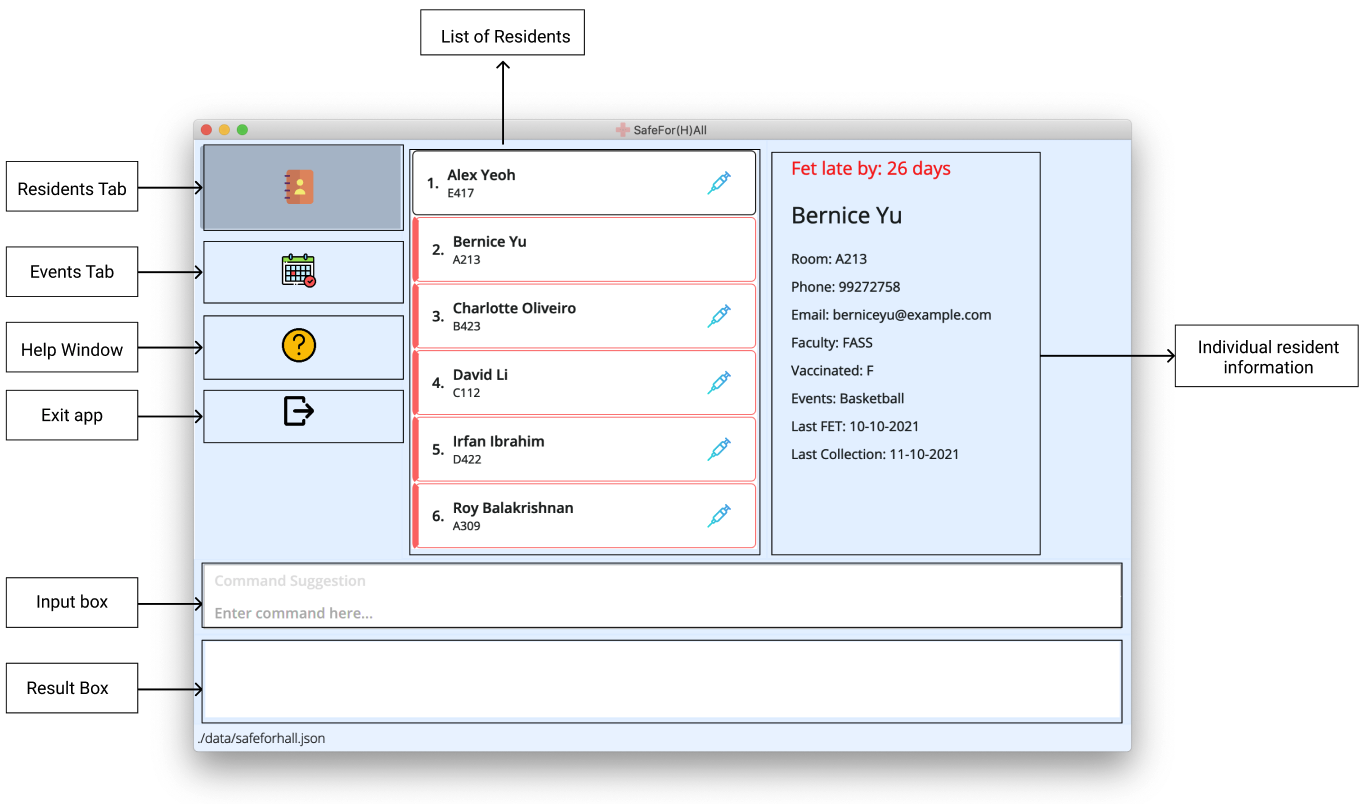 List of Residents
SafeFor(H)All
Residents Tab
Events Tab
Help Window
Exit app
1. Alex Yeoh
E417
2. Bernice Yu
A213
3. Charlotte Oliveiro
B423
4. David Li
C112
5. Irfan Ibrahim
D422
6. Roy Balakrishnan
A309
Fet late by: 26 days
Bernice Yu
Room: A213
Phone: 99272758
Email: berniceyu@example.com
Faculty: FASS
Vaccinated: F
Events: Basketball
Last FET: 10-10-2021
Last Collection: 11-10-2021
Individual resident
information
Input box
Command Suggestion
Enter command here...
Result Box
./data/safeforhall.json